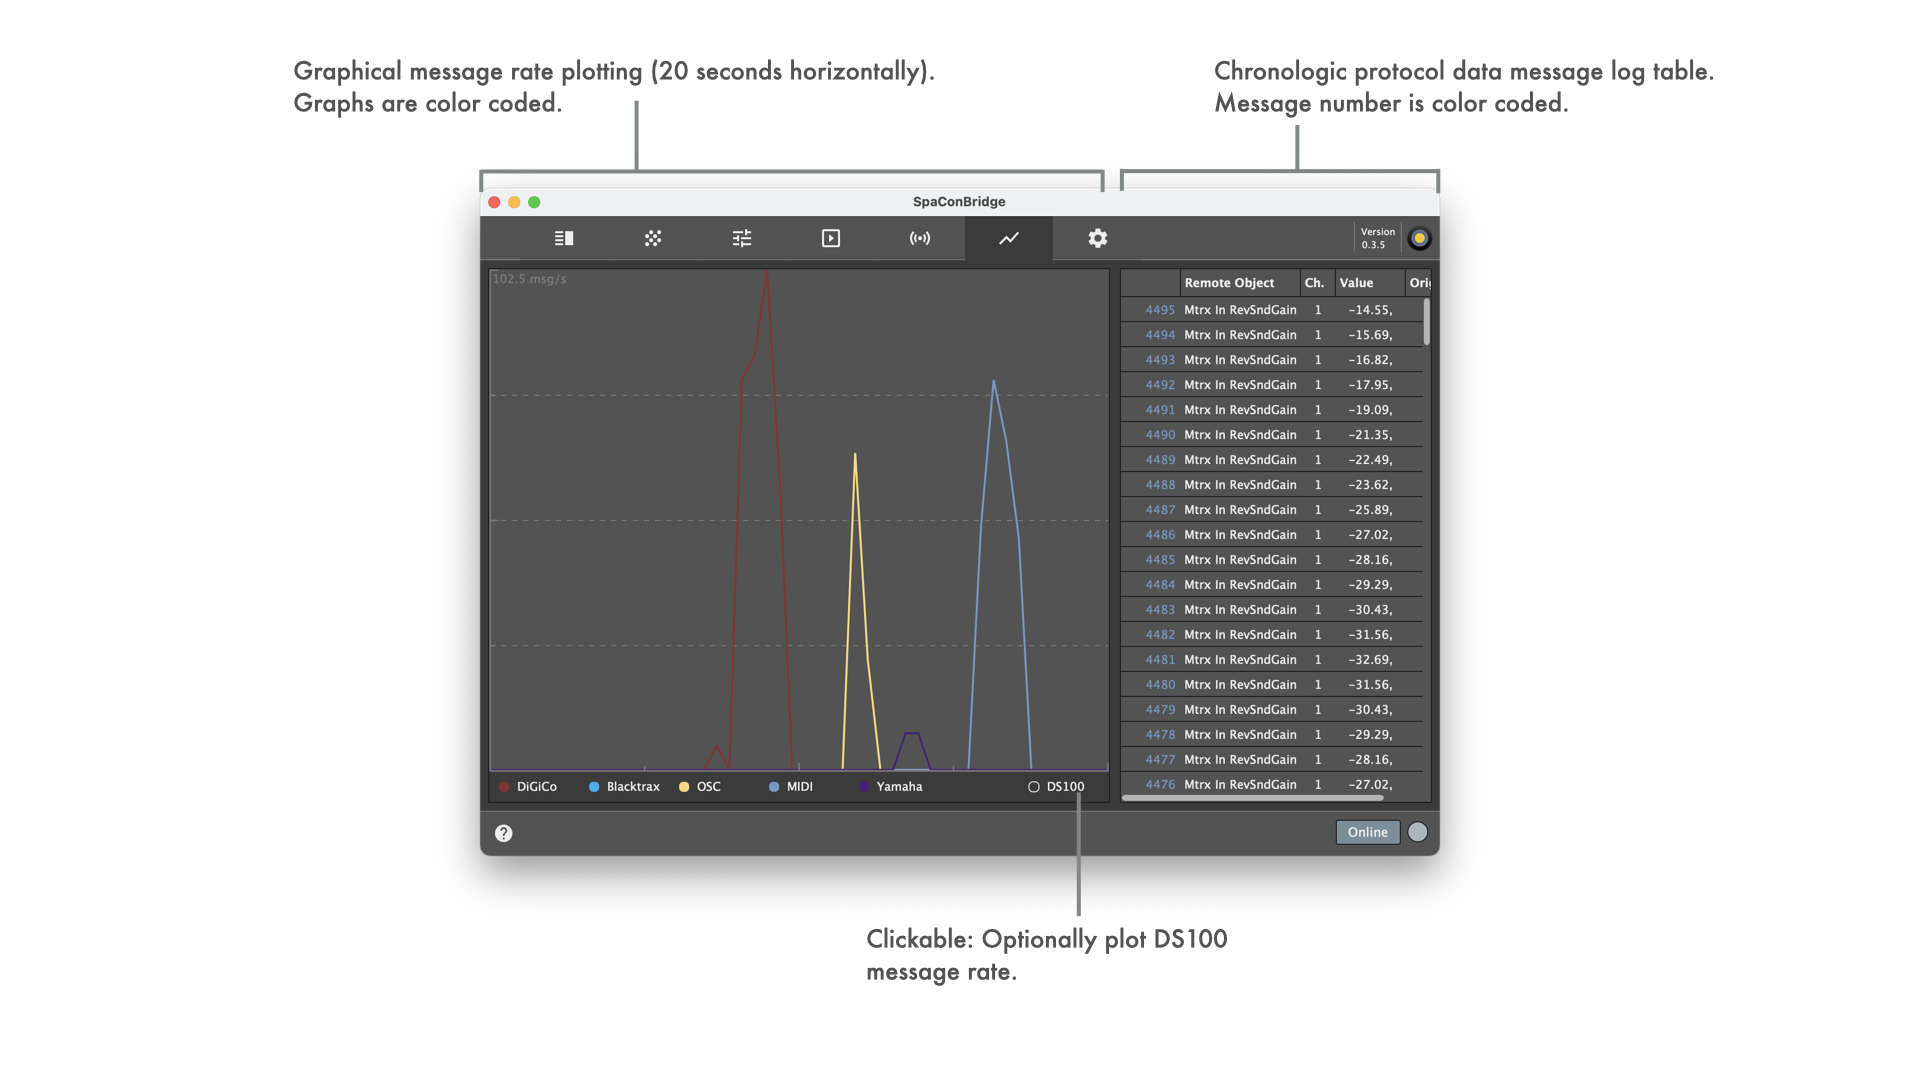 Graphical message rate plotting (20 seconds horizontally).
Graphs are color coded.
Chronologic protocol data message log table.
Message number is color coded.
SpaConBridge
Version
0.3.5
102.5 msg/s
Remote Object Ch. Value Orig
4495 Mtrx In RevSndGain 1 -14.55,
4494 Mtrx In RevSndGain 1 -15.69,
4493 Mtrx In RevSndGain 1 -16.82,
4492 Mtrx In RevSndGain 1 -17.95,
4491 Mtrx In RevSndGain 1 -19.09,
4490 Mtrx In RevSndGain 1 -21.35,
4489 Mtrx In RevSndGain 1 -22.49,
4488 Mtrx In RevSndGain 1 -23.62,
4487 Mtrx In RevSndGain 1 -25.89,
4486 Mtrx In RevSndGain 1 -27.02,
4485 Mtrx In RevSndGain 1 -28.16,
4484 Mtrx In RevSndGain 1 -29.29,
4483 Mtrx In RevSndGain 1 -30.43,
4482 Mtrx In RevSndGain 1 -31.56,
4481 Mtrx In RevSndGain 1 -32.69,
4480 Mtrx In RevSndGain 1 -31.56,
4479 Mtrx In RevSndGain 1 -30.43,
4478 Mtrx In RevSndGain 1 -29.29,
4477 Mtrx In RevSndGain 1 -28.16,
4476 Mtrx In RevSndGain 1 -27.02,
DiGiCo Blacktrax OSC MIDI Yamaha DS100
?
Online
Clickable: Optionally plot DS100
message rate.